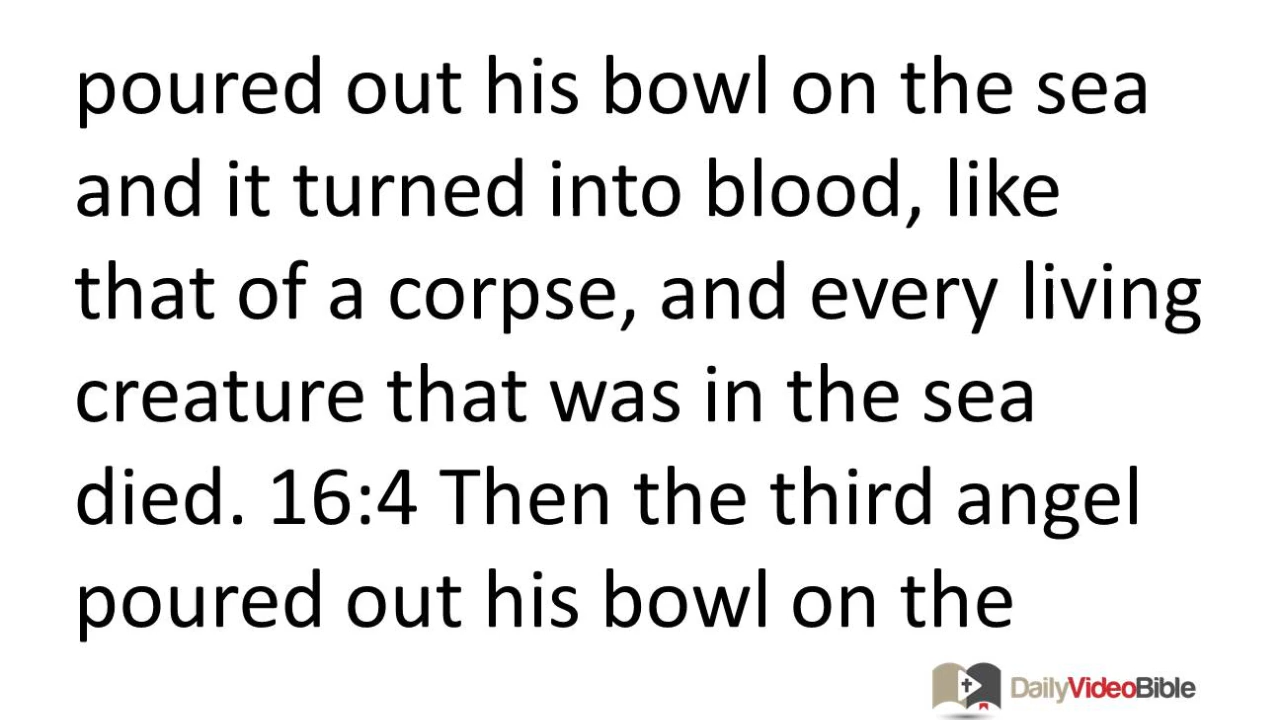 poured out his bowl on the sea
and it turned into blood, like
that of a corpse, and every living
creature that was in the sea
died. 16:4 Then the third angel
poured out his bowl on the
DailyVideoBible